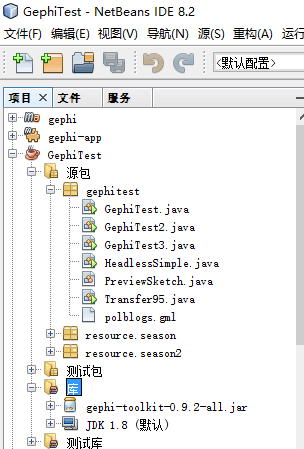 GephiTest - NetBeans IDE 8.2
文件(F) 编辑(E) 视图(V) 导航(N) 源(S) 重构(A) 运行
<默认配置>
项目 × 文件 服务
gephi
gephi-app
GephiTest
源包
gephitest
GephiTest.java
GephiTest2.java
GephiTest3.java
HeadlessSimple.java
PreviewSketch.java
Transfer95.java
polblogs.gml
resource.season
resource.season2
测试包
库
gephi-toolkit-0.9.2-all.jar
JDK 1.8 (默认)
测试库